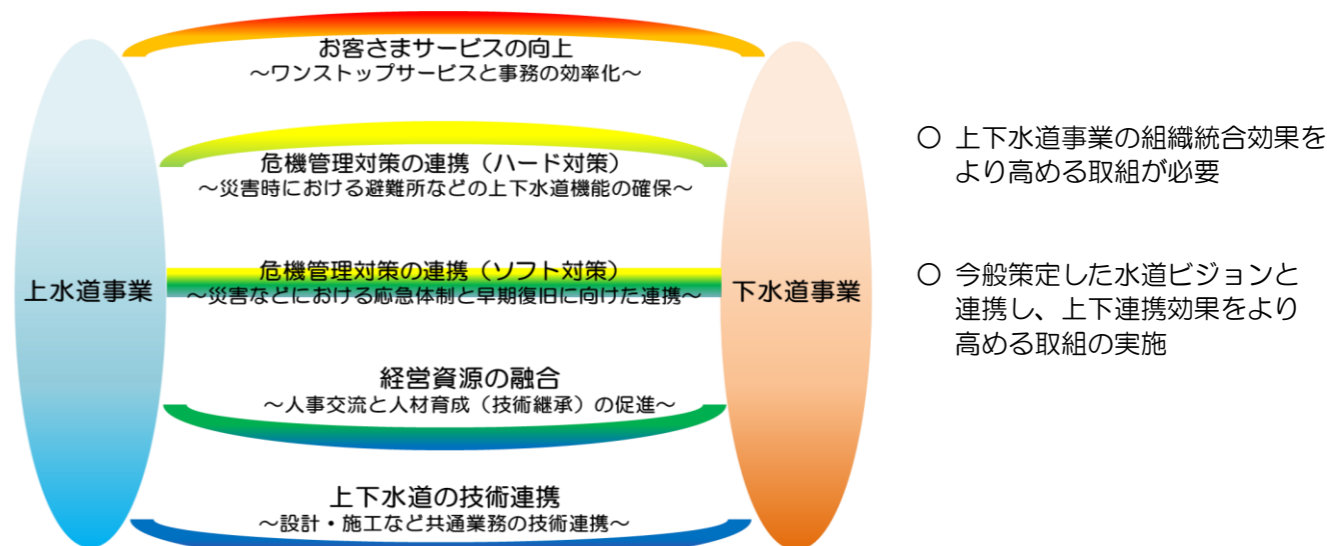 お客さまサービスの向上
～ワンストップサービスと事務の効率化～
危機管理対策の連携（ハード対策）
～災害時における避難所などの上下水道機能の確保～
上水道事業
危機管理対策の連携（ソフト対策）
～災害などにおける応急体制と早期復旧に向けた連携～
下水道事業
経営資源の融合
～人事交流と人材育成（技術継承）の促進～
上下水道の技術連携
～設計・施工など共通業務の技術連携～
○ 上下水道事業の組織統合効果を
より高める取組が必要
○ 今般策定した水道ビジョンと
連携し、上下連携効果をより
高める取組の実施